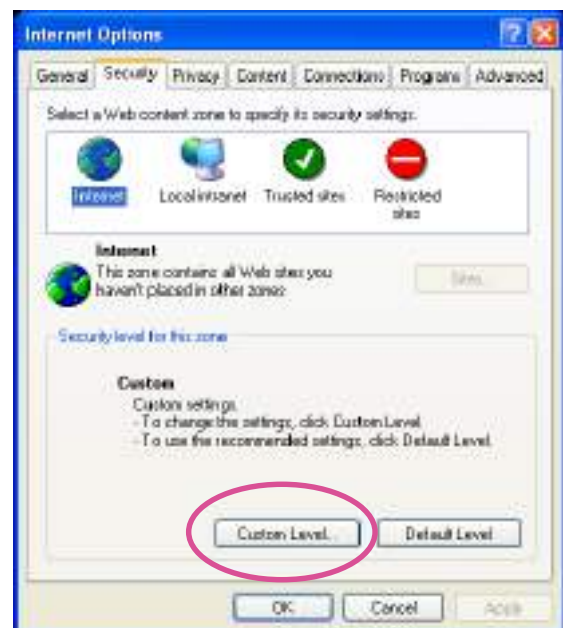 Internet Options
General Security Privacy Content Connections Programs Advanced
Select a Web content zone to specify its security settings.
Internet Local intranet Trusted sites Restricted sites
Internet
This zone contains all Web sites you
haven't placed in other zones
Sites...
Security level for this zone
Custom
Custom settings.
- To change the settings, click Custom Level.
- To use the recommended settings, click Default Level.
Custom Level... Default Level
OK Cancel Apply